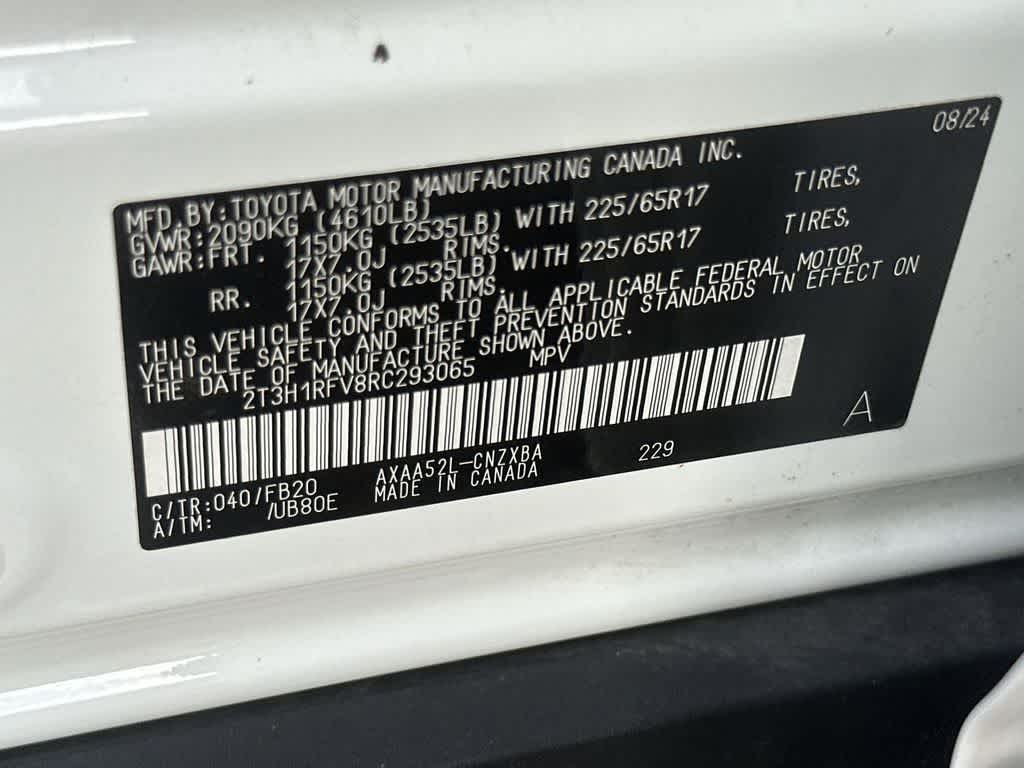 08/24
MFD.BY:TOYOTA MOTOR MANUFACTURING CANADA INC.
GVWR:2090KG (4610LB)
GAWR:FRT. 1150KG (2535LB) WITH 225/65R17 TIRES,
17X7.0J RIMS.
RR. 1150KG (2535LB) WITH 225/65R17 TIRES,
17X7.0J RIMS.
THIS VEHICLE CONFORMS TO ALL APPLICABLE FEDERAL MOTOR
VEHICLE SAFETY AND THEFT PREVENTION STANDARDS IN EFFECT ON
THE DATE OF MANUFACTURE SHOWN ABOVE.
2T3H1RFV8RC293065 MPV
C/TR:040/FB20 AXAA52L-CNZXBA 229 A
A/TM: /UB80E MADE IN CANADA